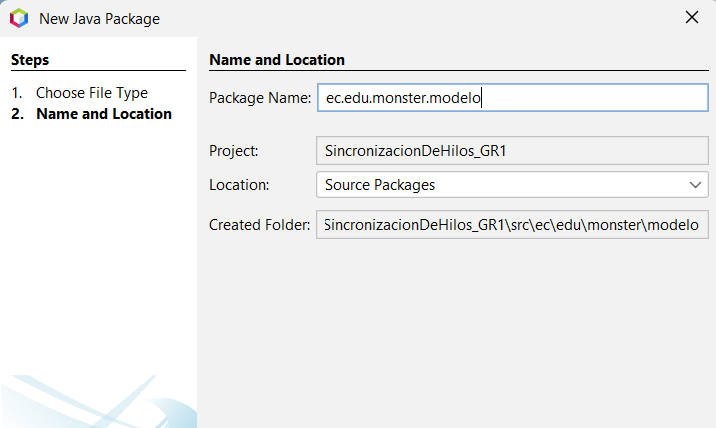 New Java Package
Steps
1. Choose File Type
2. Name and Location
Name and Location
Package Name: ec.edu.monster.modelo
Project: SincronizacionDeHilos_GR1
Location: Source Packages
Created Folder: SincronizacionDeHilos_GR1\src\ec\edu\monster\modelo